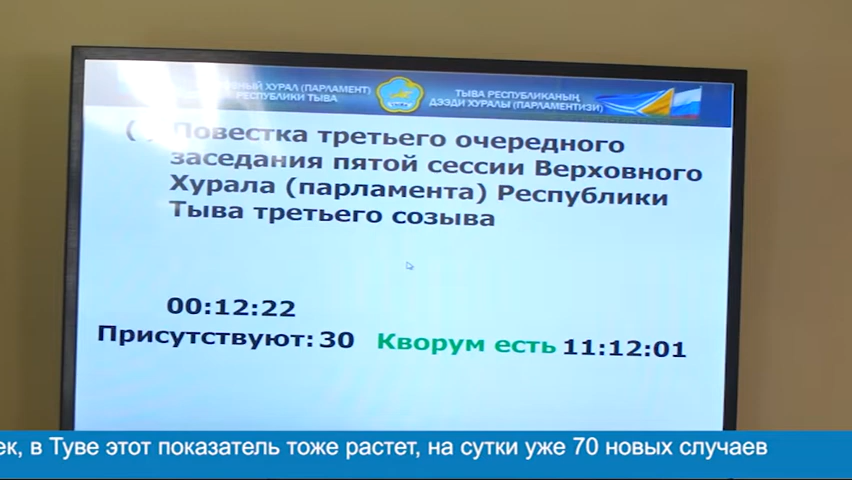 ХУРАЛ (ПАРЛАМЕНТ)
РЕСПУБЛИКИ ТЫВА
ТЫВА РЕСПУБЛИКАНЫҢ
ДЭЭДИ ХУРАЛЫ (ПАРЛАМЕНТИЗИ)
( ) Повестка третьего очередного
заседания пятой сессии Верховного
Хурала (парламента) Республики
Тыва третьего созыва
00:12:22
Присутствуют: 30 Кворум есть 11:12:01
ек, в Туве этот показатель тоже растет, на сутки уже 70 новых случаев